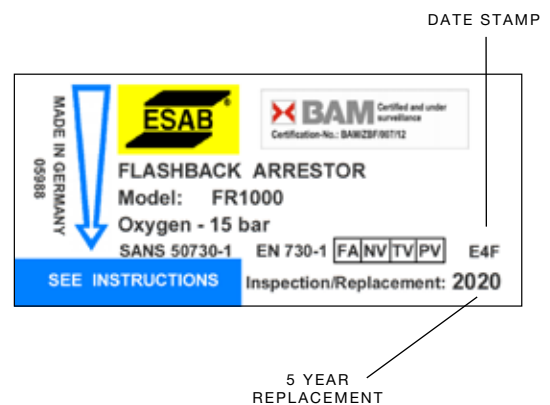 DATE STAMP
MADE IN GERMANY
05988
ESAB®
BAM Certified and under surveillance
Certification-No.: BAM/ZBF/007/12
FLASHBACK ARRESTOR
Model: FR1000
Oxygen - 15 bar
SANS 50730-1 EN 730-1 FA NV TV PV E4F
SEE INSTRUCTIONS Inspection/Replacement: 2020
5 YEAR
REPLACEMENT